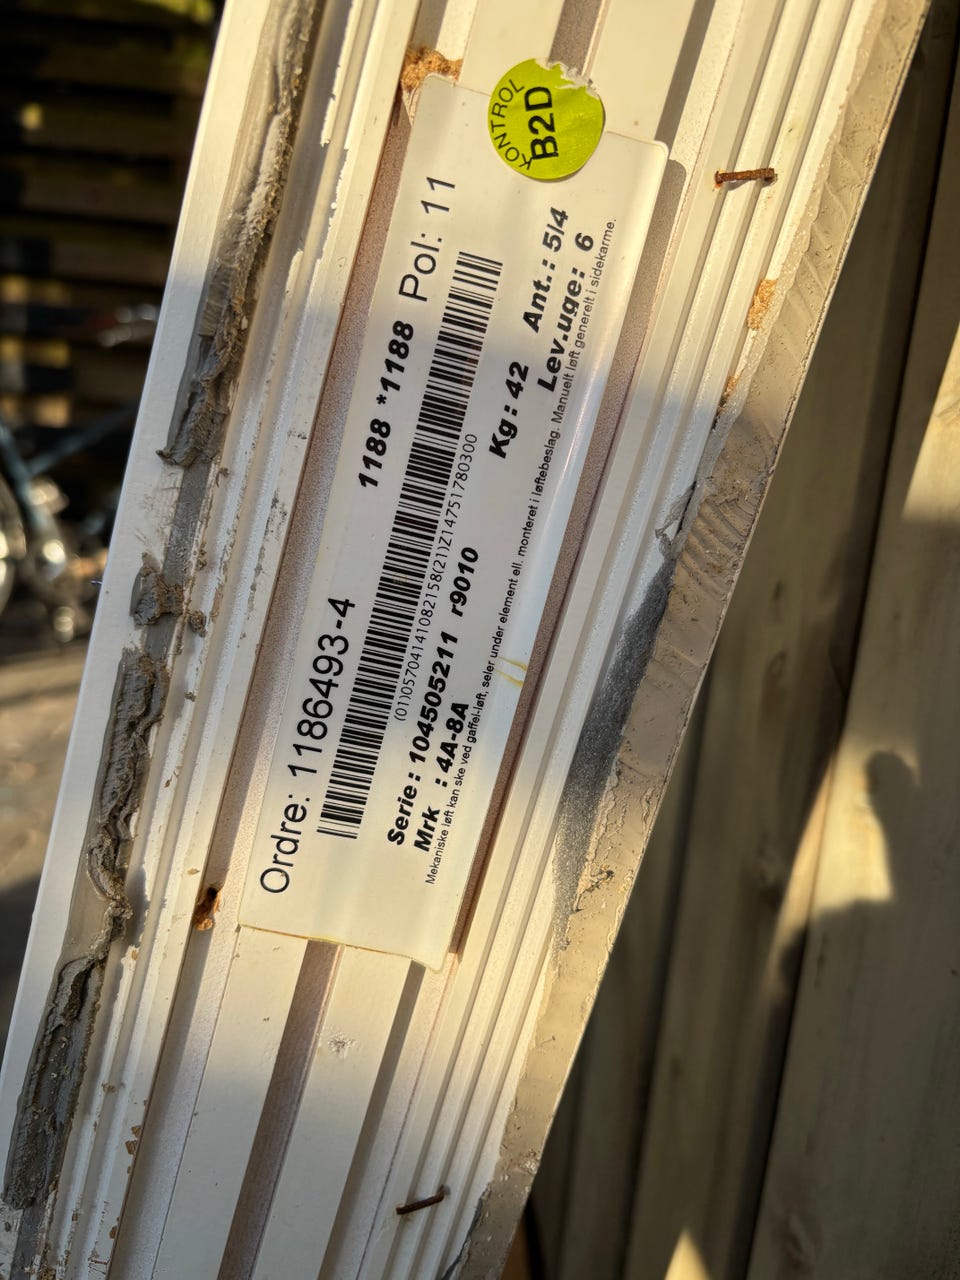 KONTROL
B2D
Ordre: 1186493-4 1188 *1188 Pol: 11
(01)05704141082158(21)Z14751780300
Serie: 104505211 r9010 Kg: 42 Ant.: 5/4
Mrk : 4A-8A Lev.uge: 6
Mekaniske løft kan ske ved gaffel-løft, seler under element ell. monteret i løftebeslag. Manuelt løft generelt i sidekarme.